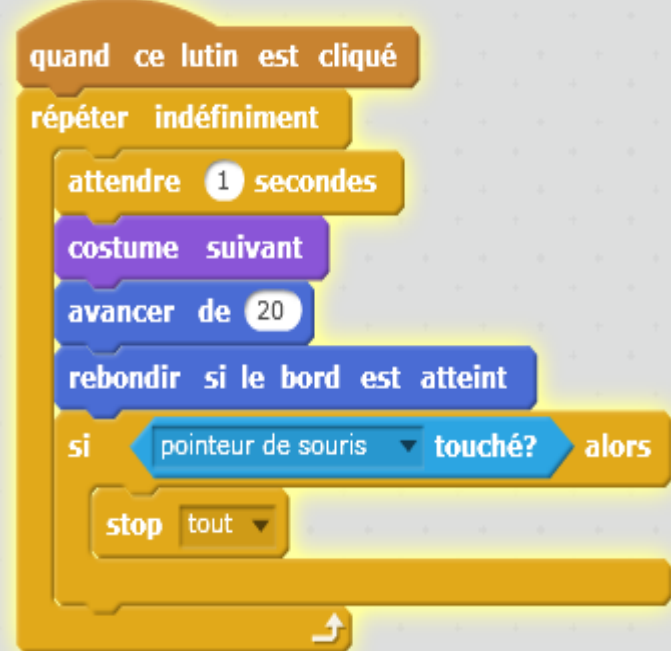 quand ce lutin est cliqué
répéter indéfiniment
attendre 1 secondes
costume suivant
avancer de 20
rebondir si le bord est atteint
si pointeur de souris touché? alors
stop tout